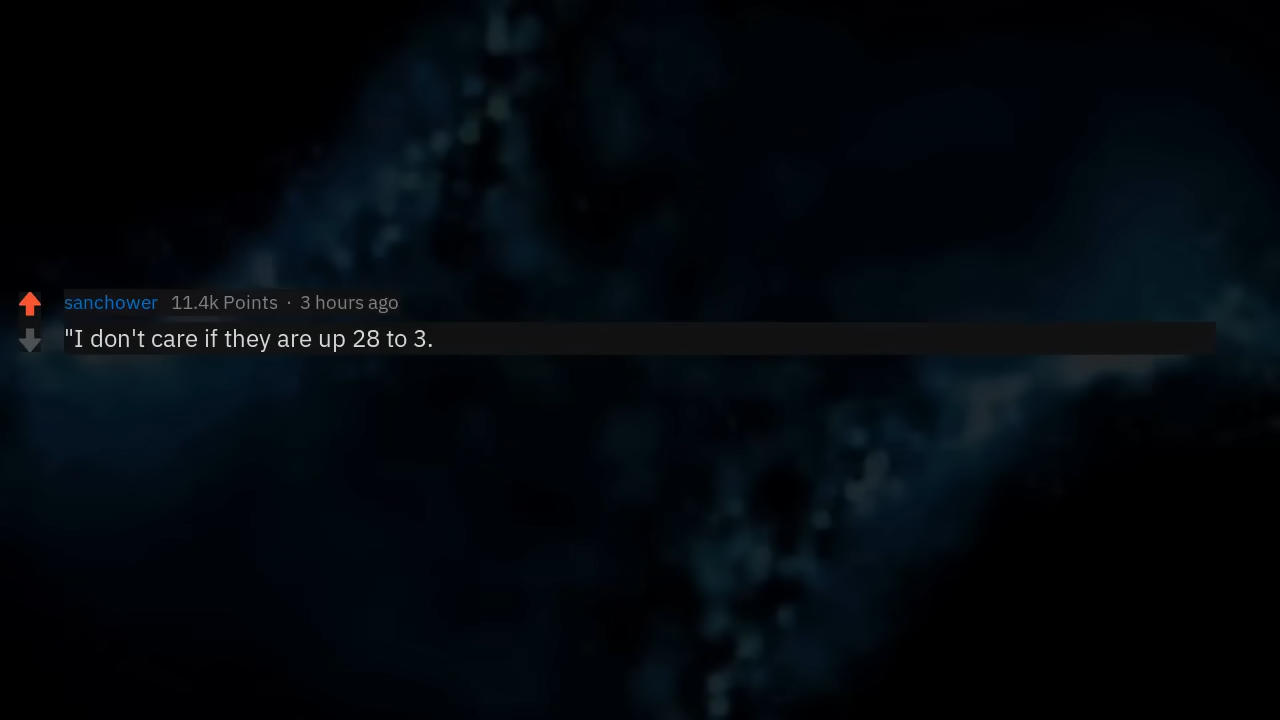 sanchower 11.4k Points · 3 hours ago
"I don't care if they are up 28 to 3.